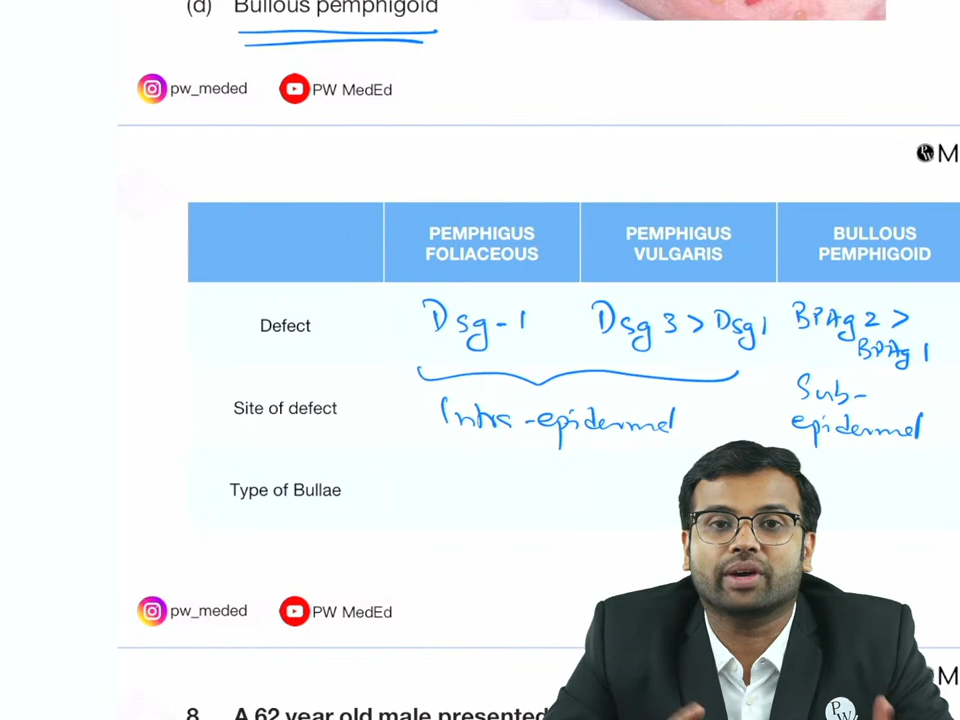 (d) Bullous pemphigoid
pw_meded PW MedEd
M
PEMPHIGUS FOLIACEOUS PEMPHIGUS VULGARIS BULLOUS PEMPHIGOID
Defect Dsg-1 Dsg 3 > Dsg 1 BPAg 2 > BPAg 1
Site of defect Intra-epidermal Sub-epidermal
Type of Bullae
pw_meded PW MedEd
M
8. A 62 year old male presented
PW